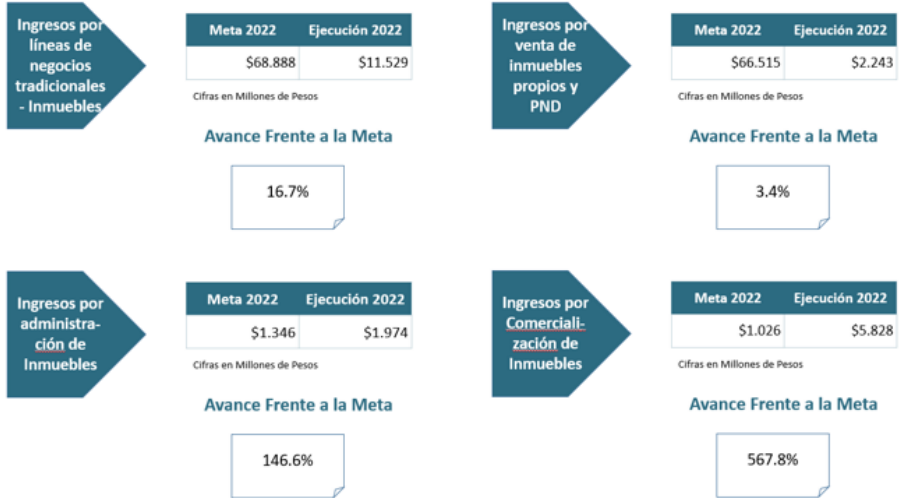 Ingresos por
líneas de
negocios
tradicionales
- Inmuebles
Meta 2022 Ejecución 2022
$68.888 $11.529
Cifras en Millones de Pesos
Avance Frente a la Meta
16.7%
Ingresos por
venta de
inmuebles
propios y
PND
Meta 2022 Ejecución 2022
$66.515 $2.243
Cifras en Millones de Pesos
Avance Frente a la Meta
3.4%
Ingresos por
administra-
ción de
Inmuebles
Meta 2022 Ejecución 2022
$1.346 $1.974
Cifras en Millones de Pesos
Avance Frente a la Meta
146.6%
Ingresos por
Comerciali-
zación de
Inmuebles
Meta 2022 Ejecución 2022
$1.026 $5.828
Cifras en Millones de Pesos
Avance Frente a la Meta
567.8%